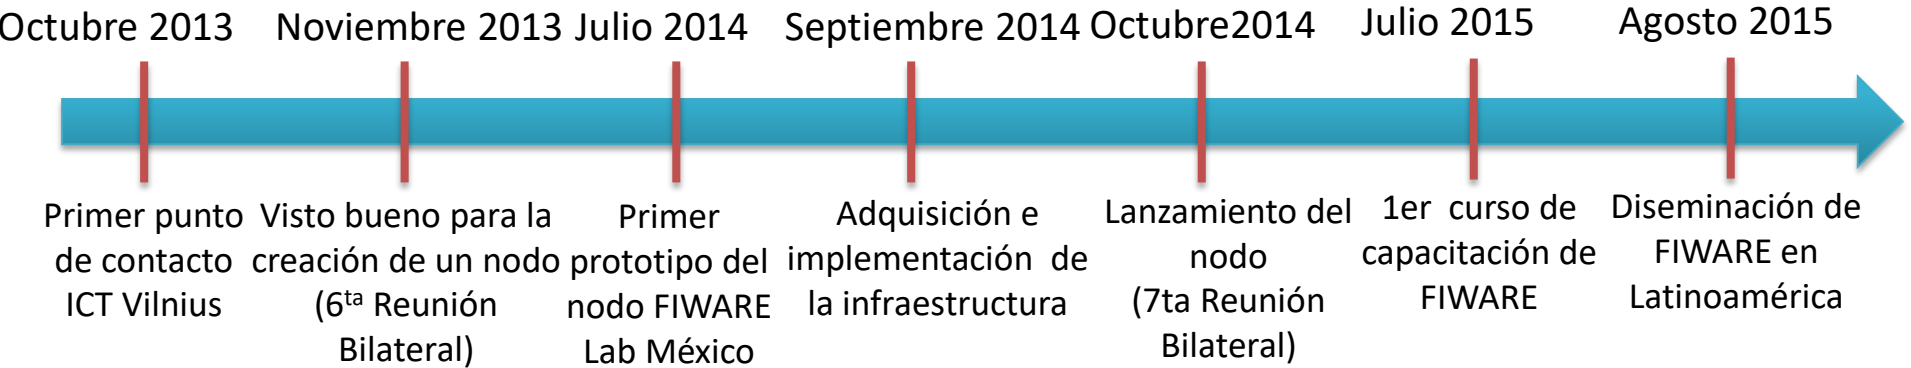 Octubre 2013
Noviembre 2013
Julio 2014
Septiembre 2014
Octubre2014
Julio 2015
Agosto 2015
Primer punto
de contacto
ICT Vilnius
Visto bueno para la
creación de un nodo
(6ta Reunión
Bilateral)
Primer
prototipo del
nodo FIWARE
Lab México
Adquisición e
implementación de
la infraestructura
Lanzamiento del
nodo
(7ta Reunión
Bilateral)
1er curso de
capacitación de
FIWARE
Diseminación de
FIWARE en
Latinoamérica